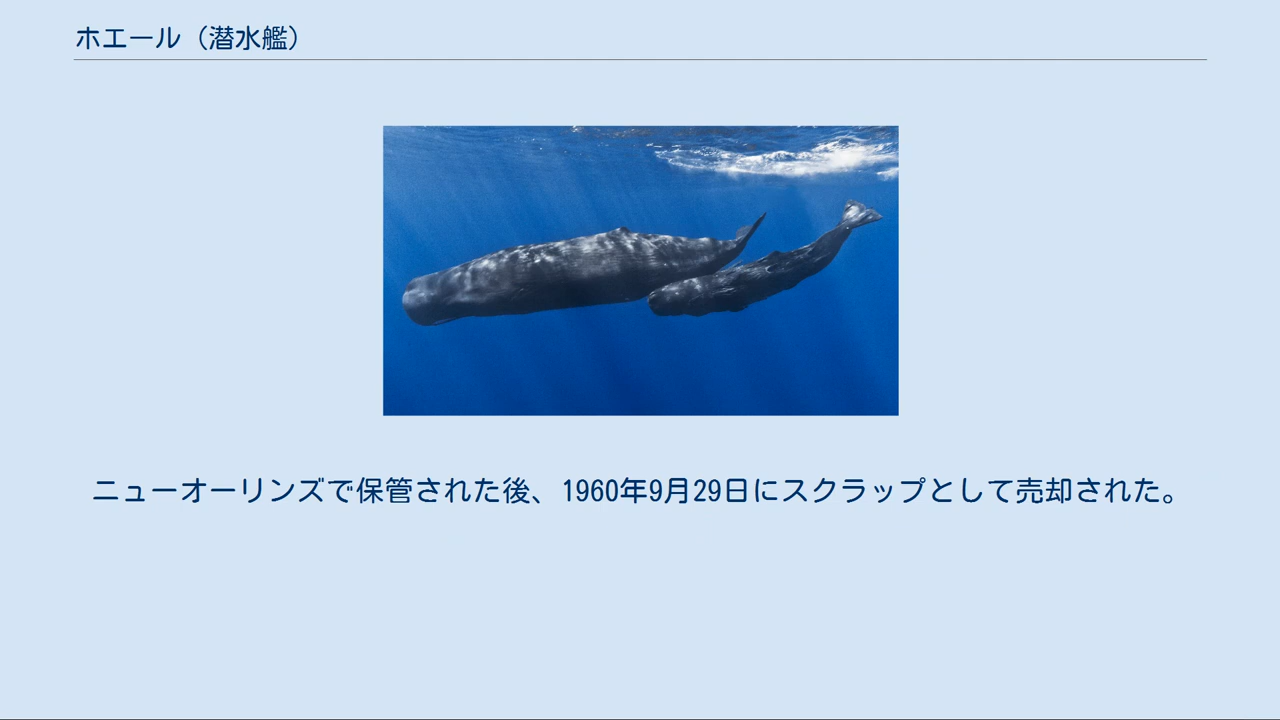 ホエール（潜水艦）
ニューオーリンズで保管された後、1960年9月29日にスクラップとして売却された。